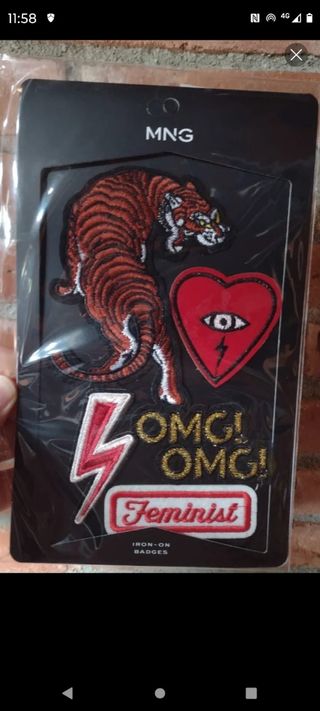 11:58
4G
MNG
OMG!
OMG!
Feminist
IRON-ON
BADGES